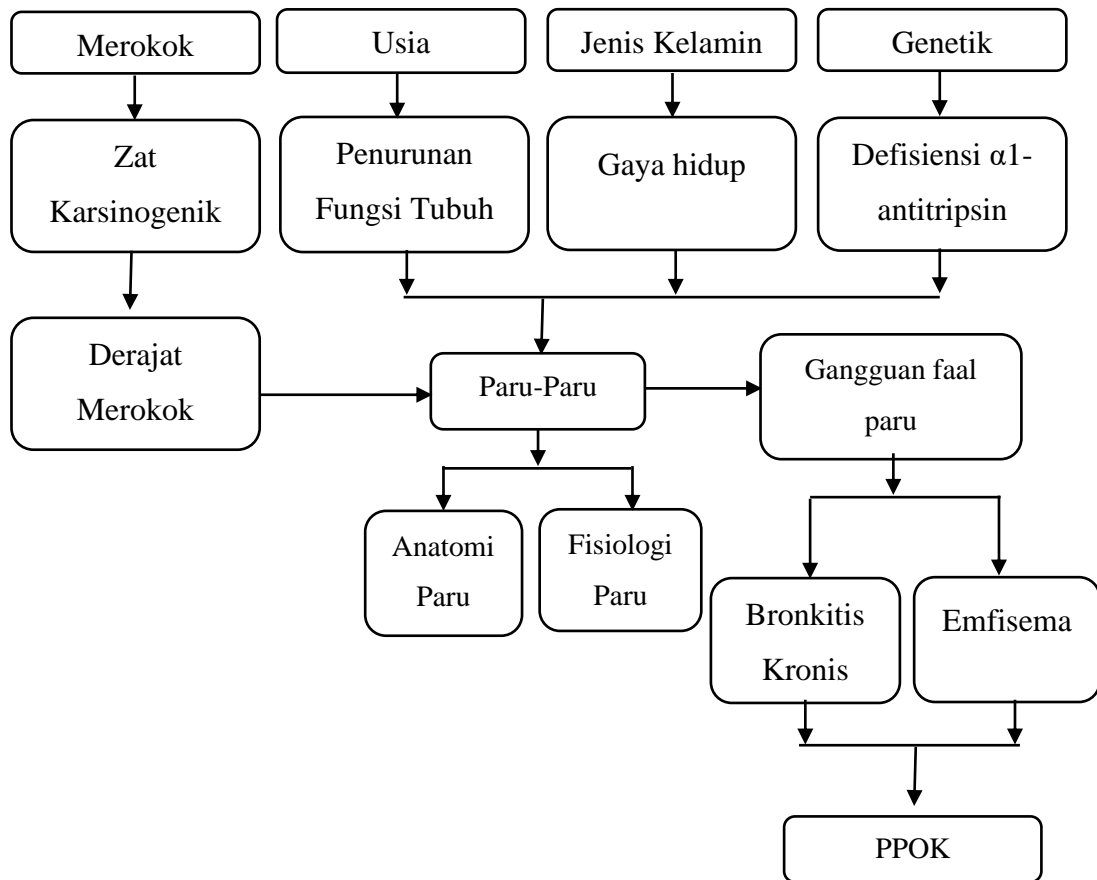 Merokok
Usia
Jenis Kelamin
Genetik
Zat
Karsinogenik
Penurunan
Fungsi Tubuh
Gaya hidup
Defisiensi α1-
antitripsin
Derajat
Merokok
Paru-Paru
Gangguan faal
paru
Anatomi
Paru
Fisiologi
Paru
Bronkitis
Kronis
Emfisema
PPOK